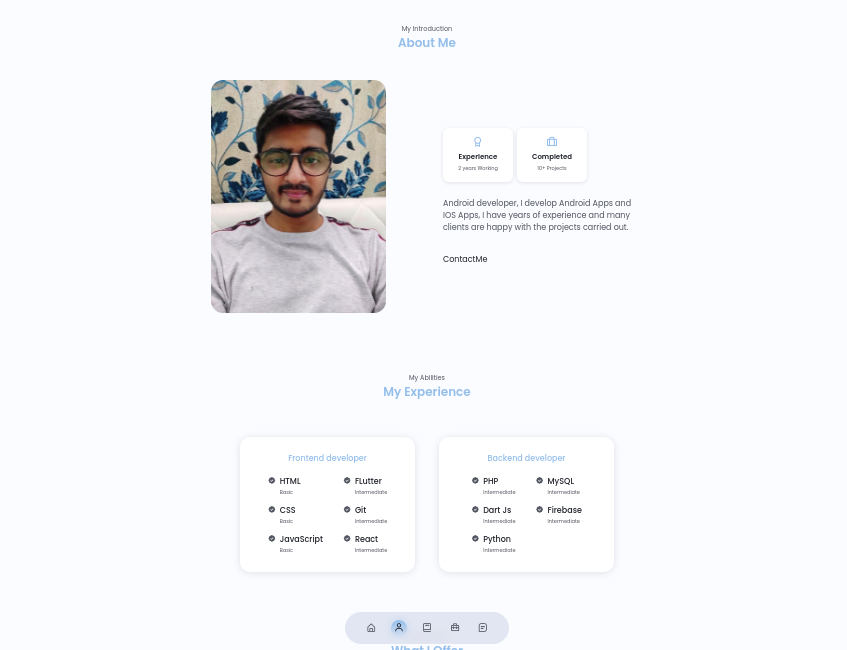 My Introduction
About Me
Experience
2 years Working
Completed
10+ Projects
Android developer, I develop Android Apps and
IOS Apps, I have years of experience and many
clients are happy with the projects carried out.
ContactMe
My Abilities
My Experience
Frontend developer
HTML
Basic
FLutter
Intermediate
CSS
Basic
Git
Intermediate
JavaScript
Basic
React
Intermediate
Backend developer
PHP
Intermediate
MySQL
Intermediate
Dart Js
Intermediate
Firebase
Intermediate
Python
Intermediate
What I Offer